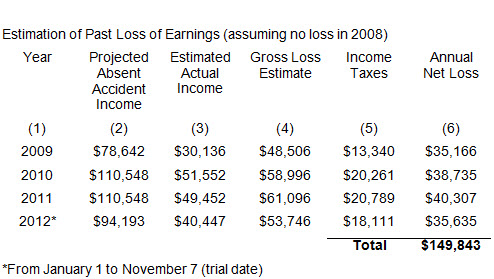 Estimation of Past Loss of Earnings (assuming no loss in 2008)
Year Projected Estimated Gross Loss Income Annual
Absent Actual Estimate Taxes Net Loss
Accident Income
Income
(1) (2) (3) (4) (5) (6)
2009 $78,642 $30,136 $48,506 $13,340 $35,166
2010 $110,548 $51,552 $58,996 $20,261 $38,735
2011 $110,548 $49,452 $61,096 $20,789 $40,307
2012* $94,193 $40,447 $53,746 $18,111 $35,635
Total $149,843
*From January 1 to November 7 (trial date)